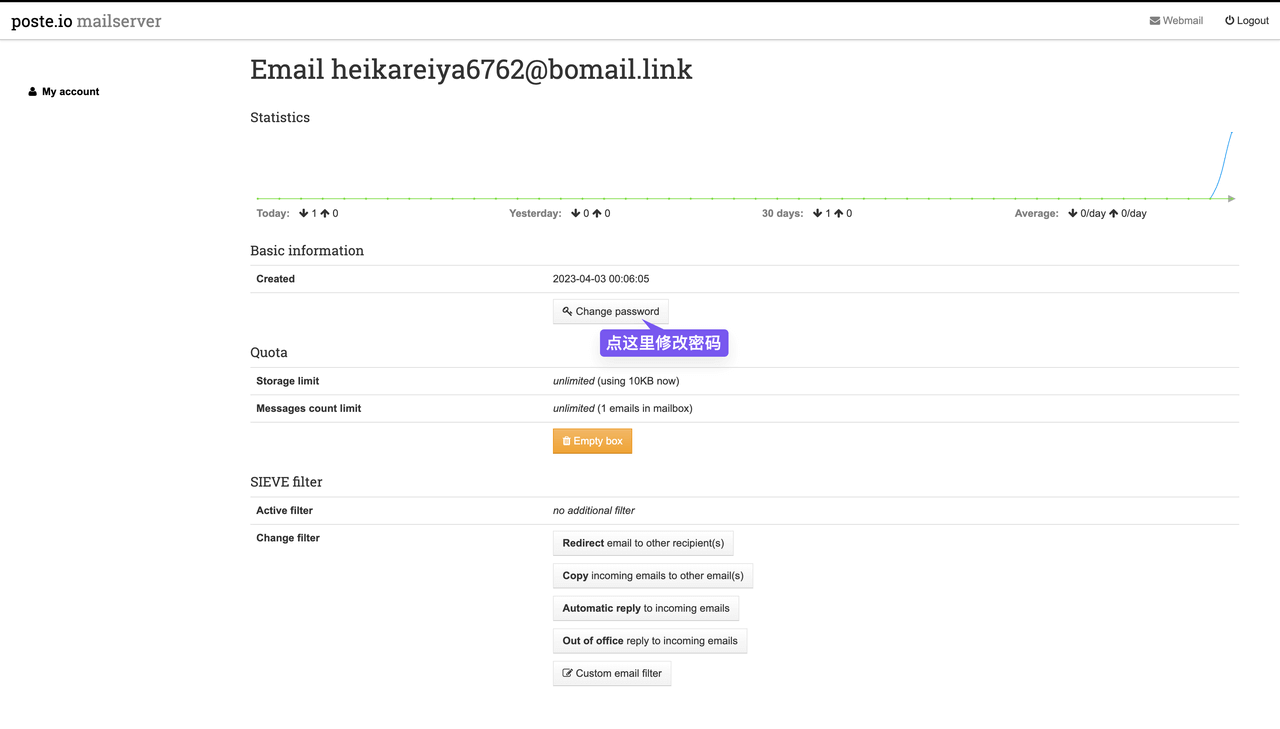 poste.io mailserver
Webmail Logout
Email heikareiya6762@bomail.link
My account
Statistics
Today: 1 0 Yesterday: 0 0 30 days: 1 0 Average: 0/day 0/day
Basic information
Created 2023-04-03 00:06:05
Change password
点这里修改密码
Quota
Storage limit unlimited (using 10KB now)
Messages count limit unlimited (1 emails in mailbox)
Empty box
SIEVE filter
Active filter no additional filter
Change filter
Redirect email to other recipient(s)
Copy incoming emails to other email(s)
Automatic reply to incoming emails
Out of office reply to incoming emails
Custom email filter